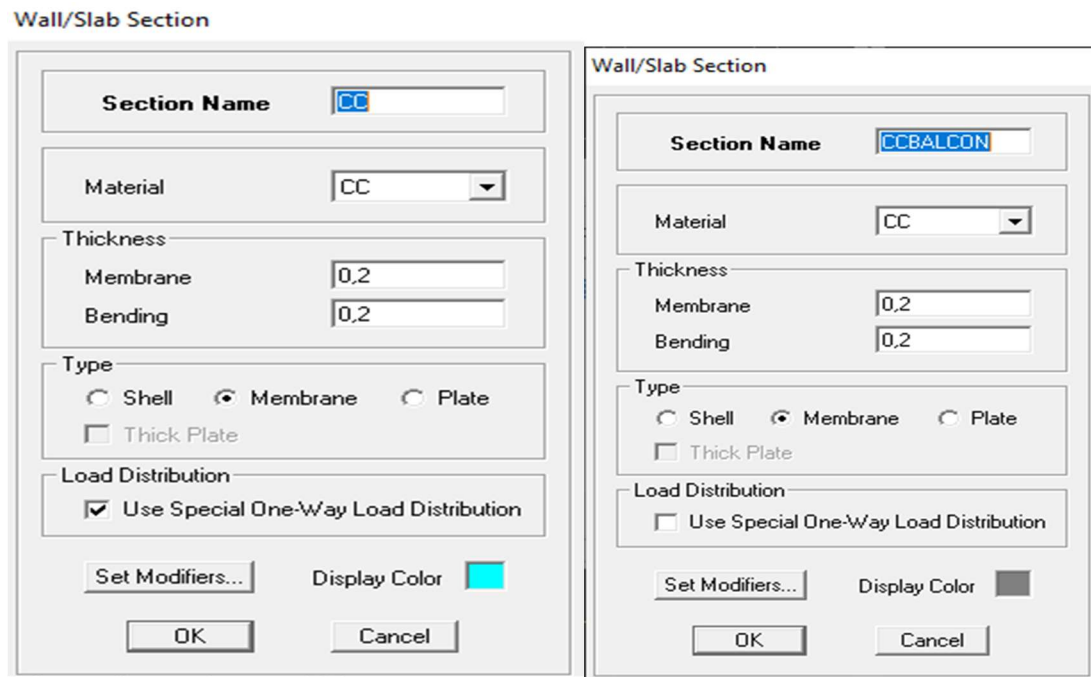 Wall/Slab Section
Section Name CC
Material CC
Thickness
Membrane 0,2
Bending 0,2
Type
Shell Membrane Plate
Thick Plate
Load Distribution
Use Special One-Way Load Distribution
Set Modifiers... Display Color
OK Cancel
Wall/Slab Section
Section Name CCBALCON
Material CC
Thickness
Membrane 0,2
Bending 0,2
Type
Shell Membrane Plate
Thick Plate
Load Distribution
Use Special One-Way Load Distribution
Set Modifiers... Display Color
OK Cancel